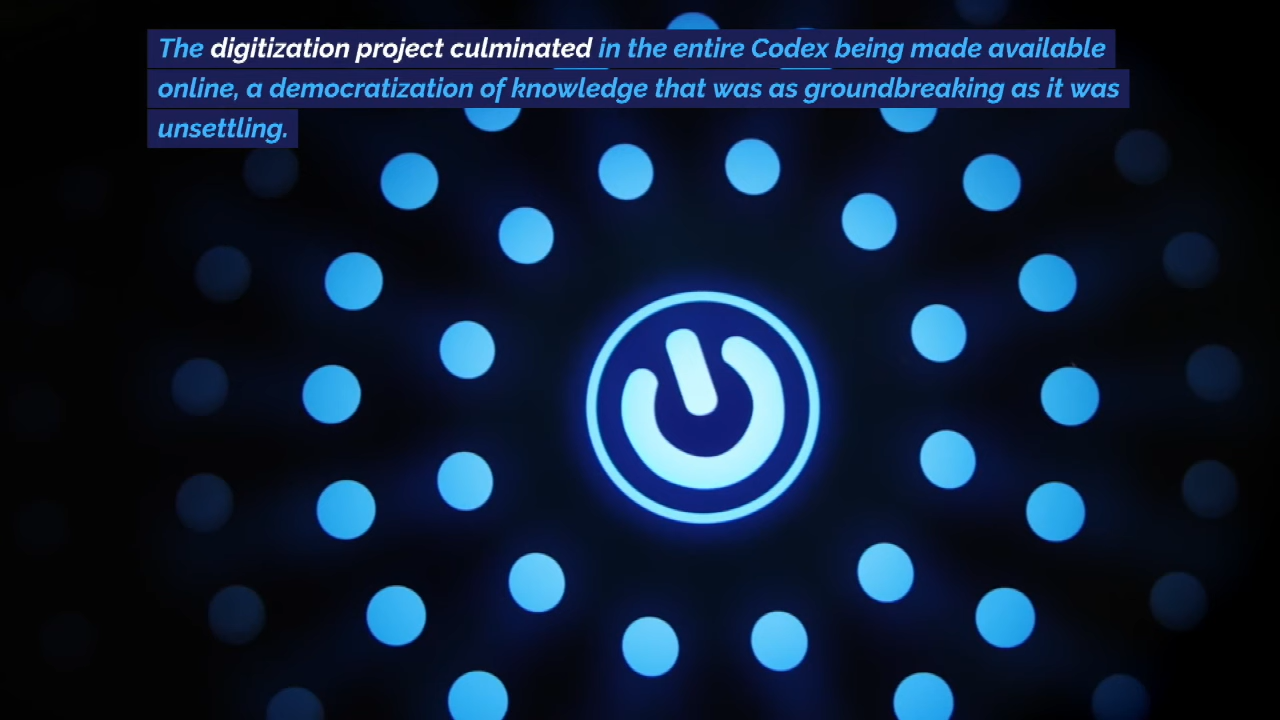 The digitization project culminated in the entire Codex being made available
online, a democratization of knowledge that was as groundbreaking as it was
unsettling.